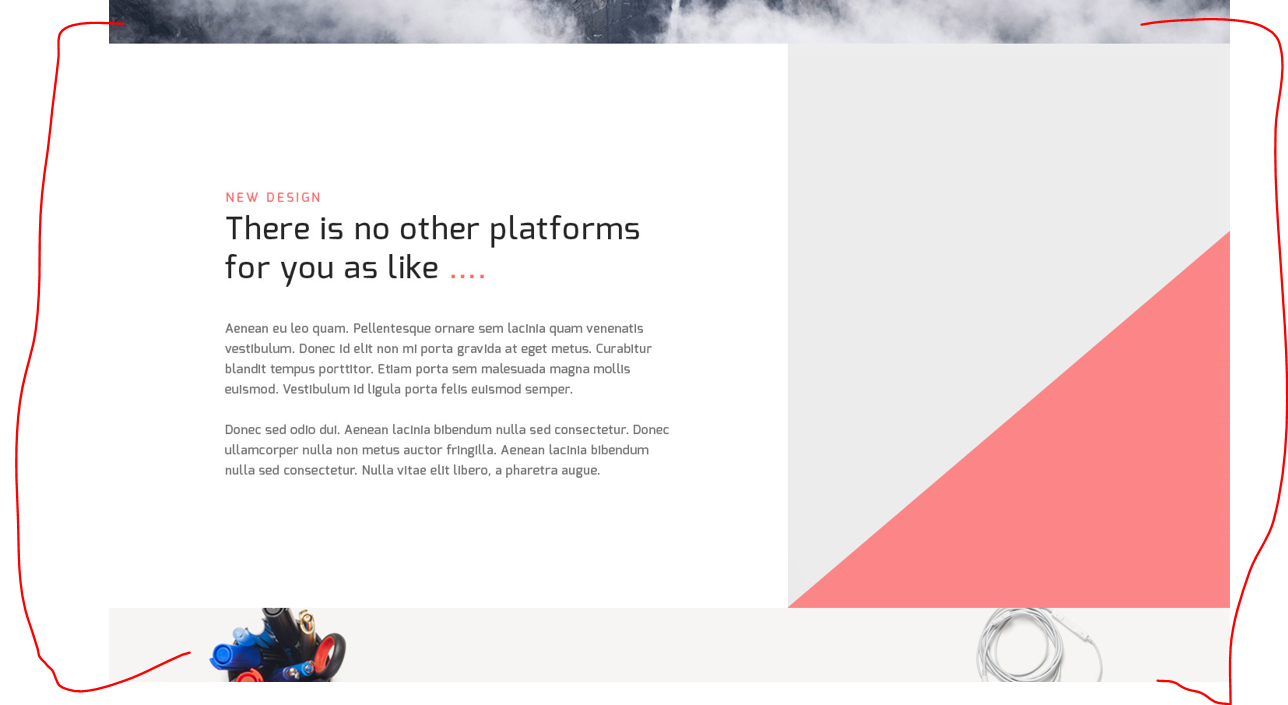 NEW DESIGN
There is no other platforms
for you as like ....
Aenean eu leo quam. Pellentesque ornare sem lacinia quam venenatis
vestibulum. Donec id elit non mi porta gravida at eget metus. Curabitur
blandit tempus porttitor. Etiam porta sem malesuada magna mollis
euismod. Vestibulum id ligula porta felis euismod semper.
Donec sed odio dui. Aenean lacinia bibendum nulla sed consectetur. Donec
ullamcorper nulla non metus auctor fringilla. Aenean lacinia bibendum
nulla sed consectetur. Nulla vitae elit libero, a pharetra augue.